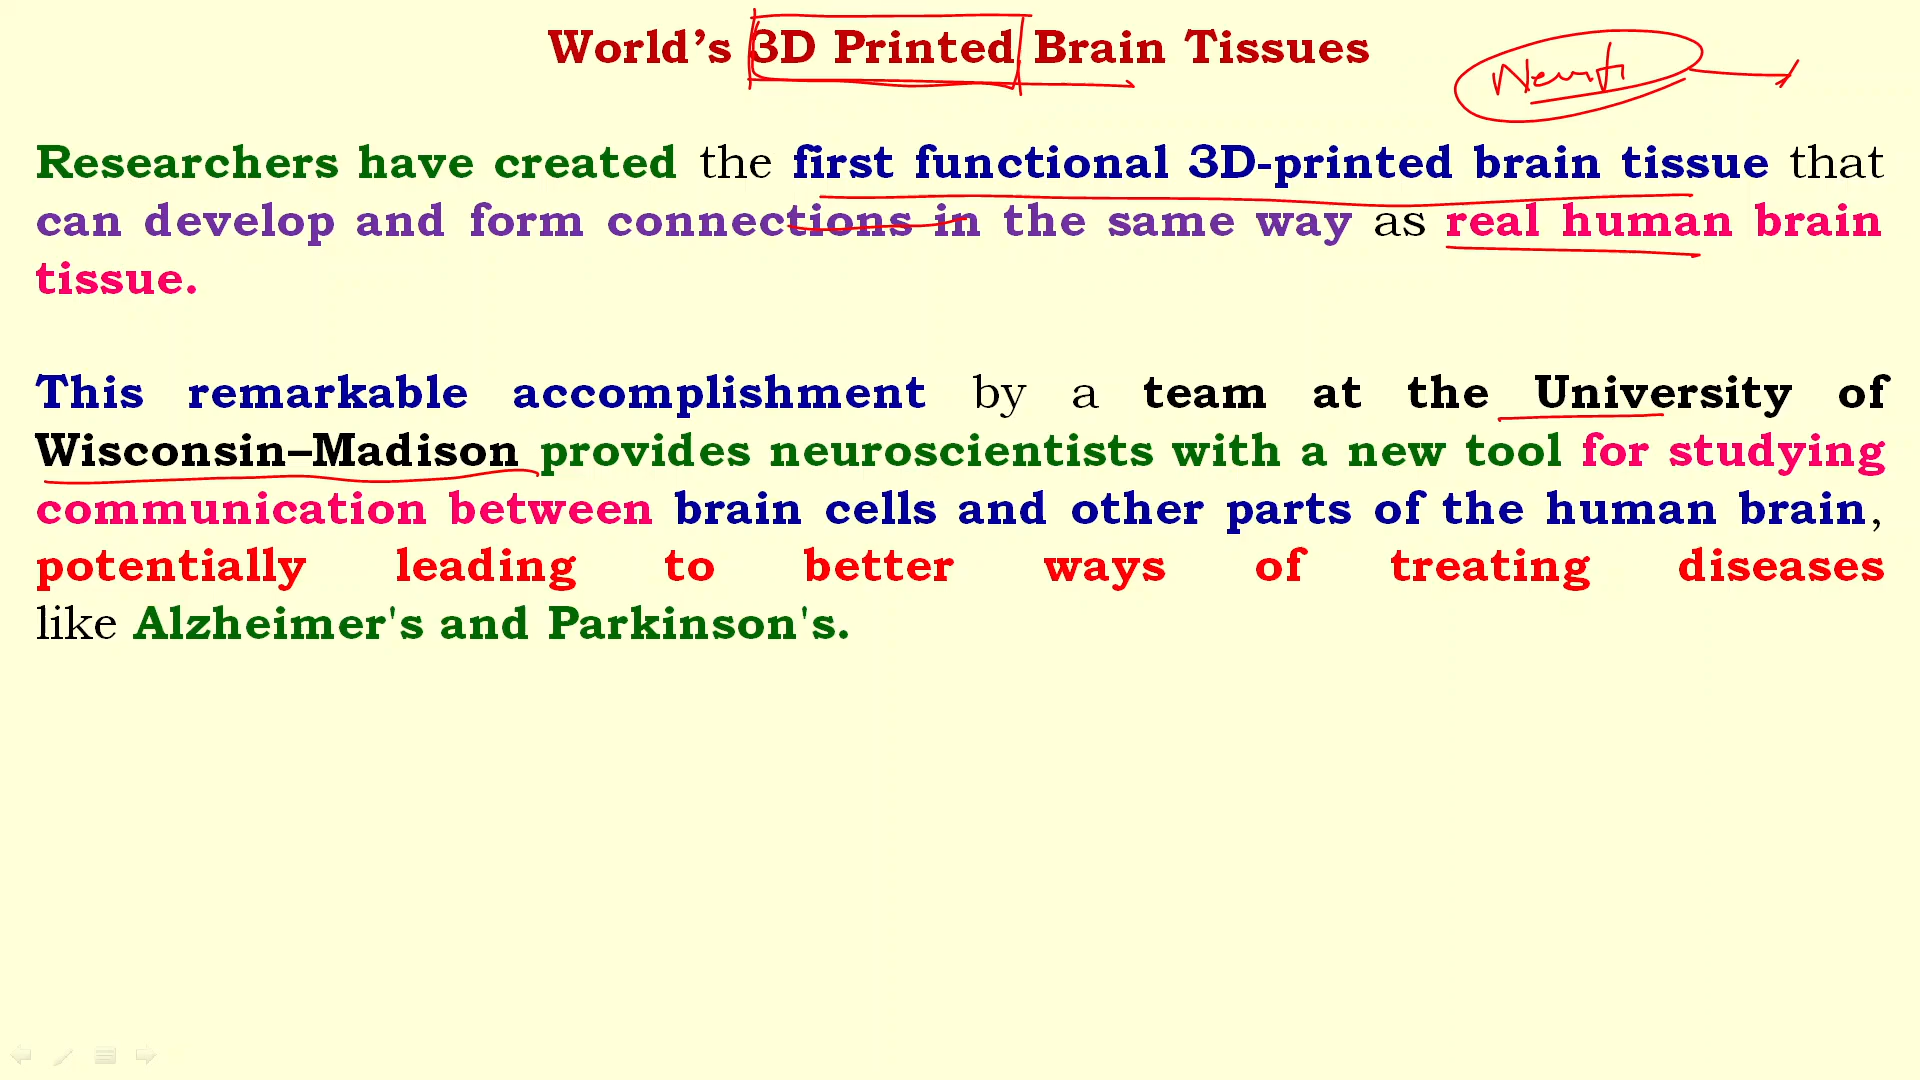 World’s 3D Printed Brain Tissues
Researchers have created the first functional 3D-printed brain tissue that
can develop and form connections in the same way as real human brain
tissue.
This remarkable accomplishment by a team at the University of
Wisconsin–Madison provides neuroscientists with a new tool for studying
communication between brain cells and other parts of the human brain,
potentially leading to better ways of treating diseases
like Alzheimer's and Parkinson's.